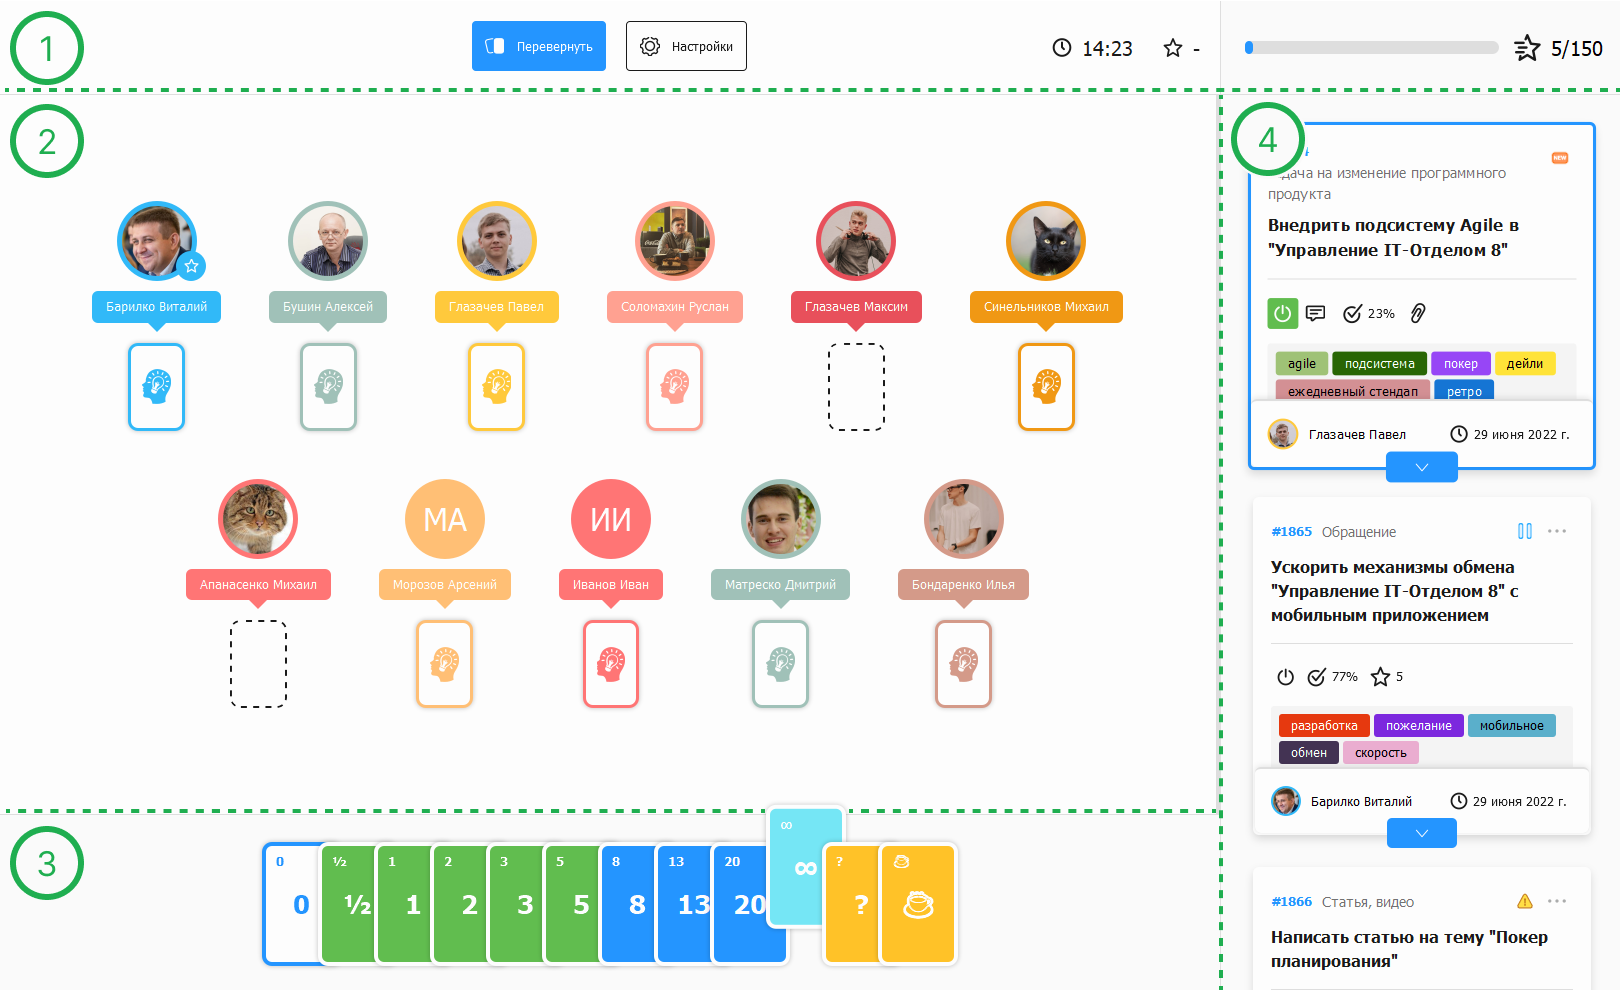 1
Перевернуть
Настройки
14:23
-
5/150
2
Барилко Виталий
Бушин Алексей
Глазачев Павел
Соломахин Руслан
Глазачев Максим
Синельников Михаил
МА
ИИ
Апанасенко Михаил
Морозов Арсений
Иванов Иван
Матреско Дмитрий
Бондаренко Илья
3
0
0
½
½
1
1
2
2
3
3
5
5
8
8
13
13
20
20
∞
∞
?
?
4
NEW
на изменение программного
продукта
Внедрить подсистему Agile в
"Управление IT-Отделом 8"
23%
agile подсистема покер дейли
ежедневный стендап ретро
Глазачев Павел 29 июня 2022 г.
#1865 Обращение
Ускорить механизмы обмена
"Управление IT-Отделом 8" с
мобильным приложением
77% 5
разработка пожелание мобильное
обмен скорость
Барилко Виталий 29 июня 2022 г.
#1866 Статья, видео
Написать статью на тему "Покер
планирования"